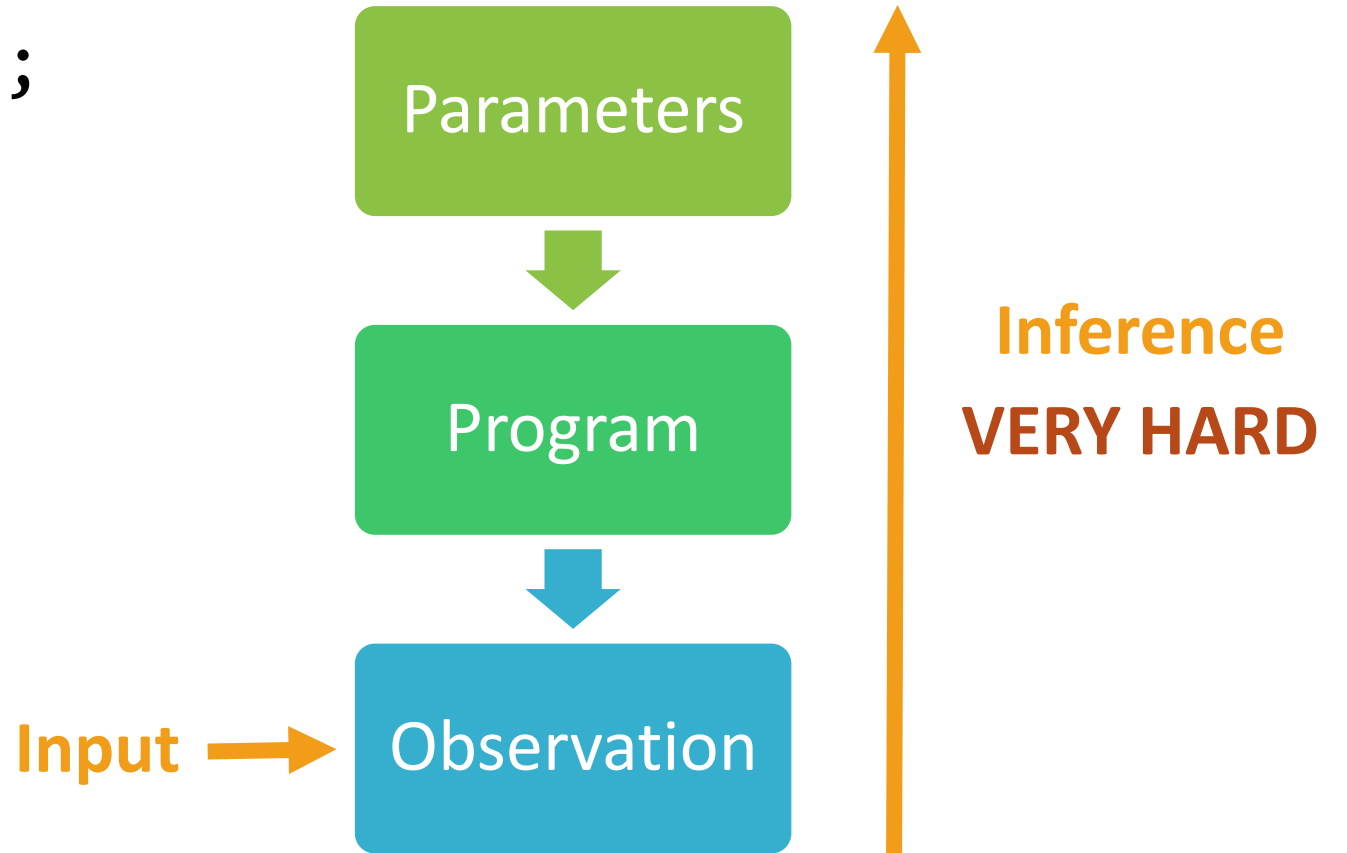 ;
Parameters
Program
Inference
VERY HARD
Input
Observation